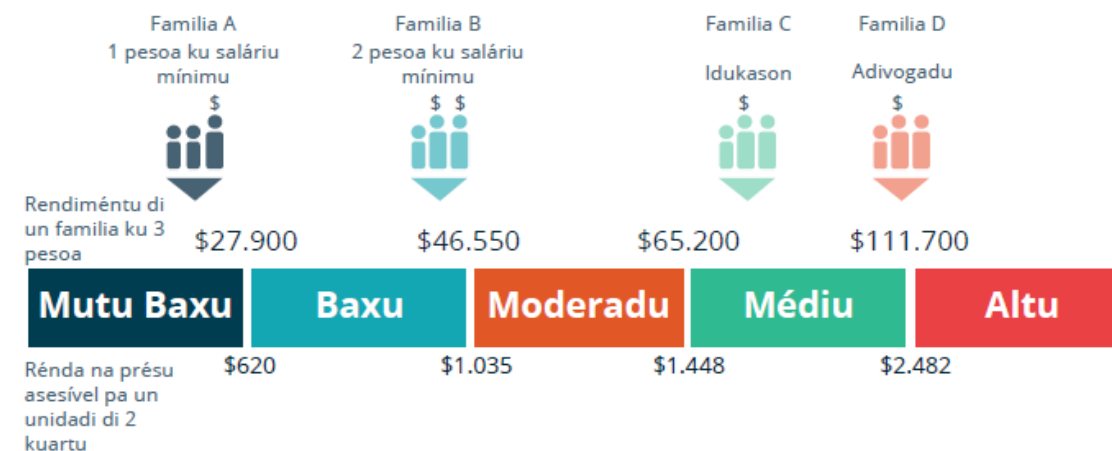 Familia A
1 pesoa ku saláriu
mínimu
$
Familia B
2 pesoa ku saláriu
mínimu
$ $
Familia C
Idukason
$
Familia D
Adivogadu
$
Rendiméntu di
un familia ku 3
pesoa
$27.900
$46.550
$65.200
$111.700
Mutu Baxu
Baxu
Moderadu
Médiu
Altu
Rénda na présu
asesível pa un
unidadi di 2
kuartu
$620
$1.035
$1.448
$2.482